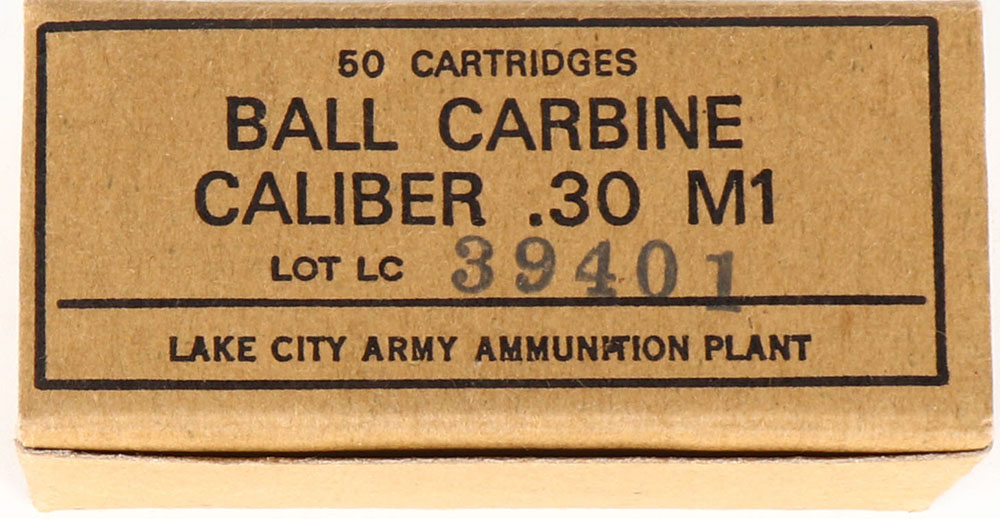 50 CARTRIDGES
BALL CARBINE
CALIBER .30 M1
LOT LC 39401
LAKE CITY ARMY AMMUNITION PLANT